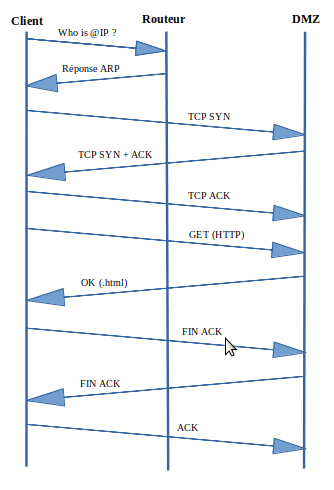 Client
Routeur
DMZ
Who is @IP ?
Réponse ARP
TCP SYN
TCP SYN + ACK
TCP ACK
GET (HTTP)
OK (.html)
FIN ACK
FIN ACK
ACK